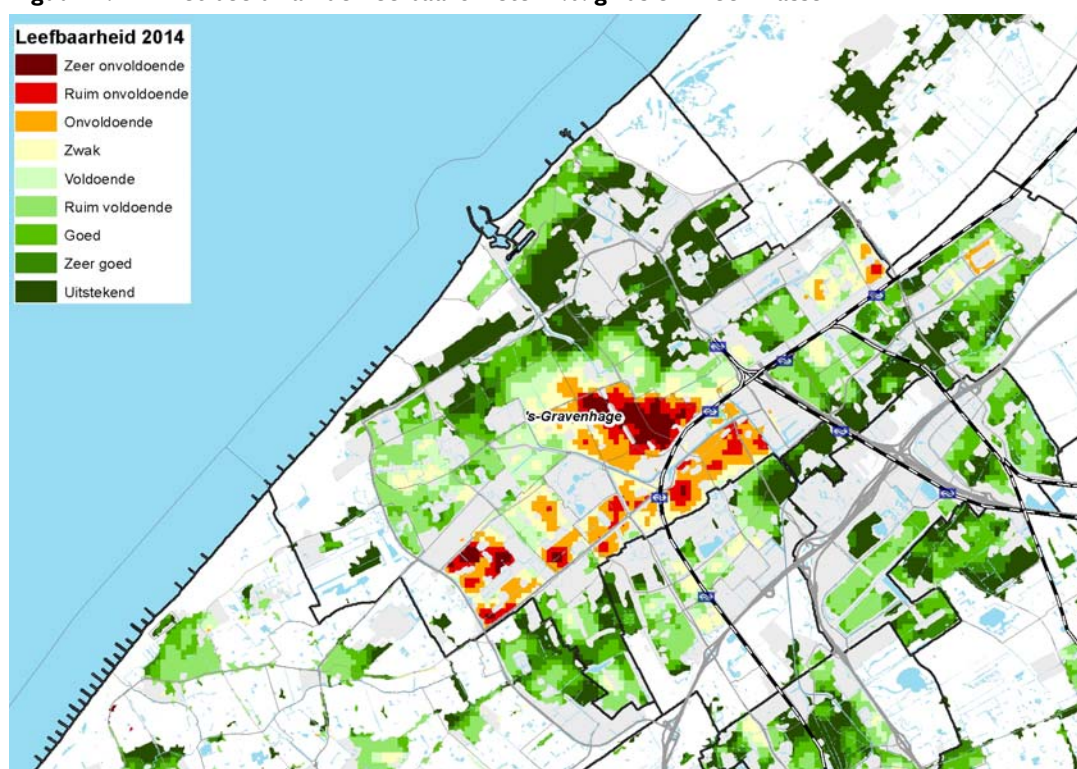 Leefbaarheid 2014
Zeer onvoldoende
Ruim onvoldoende
Onvoldoende
Zwak
Voldoende
Ruim voldoende
Goed
Zeer goed
Uitstekend
's-Gravenhage